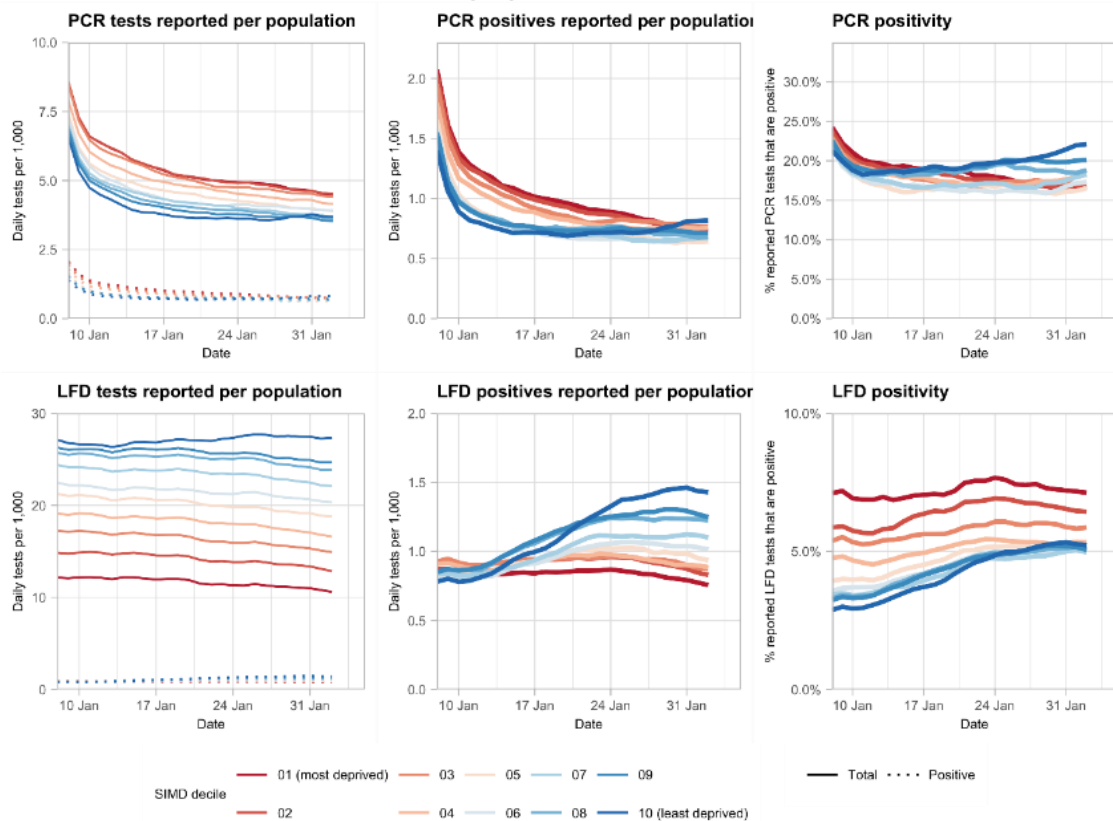 PCR tests reported per population
PCR positives reported per population
PCR positivity
Daily tests per 1,000
10.0
7.5
5.0
2.5
0.0
10 Jan 17 Jan 24 Jan 31 Jan
Date
Daily tests per 1,000
2.0
1.5
1.0
0.5
0.0
10 Jan 17 Jan 24 Jan 31 Jan
Date
% reported PCR tests that are positive
30.0%
25.0%
20.0%
15.0%
10.0%
5.0%
0.0%
10 Jan 17 Jan 24 Jan 31 Jan
Date
LFD tests reported per population
LFD positives reported per population
LFD positivity
Daily tests per 1,000
30
20
10
0
10 Jan 17 Jan 24 Jan 31 Jan
Date
Daily tests per 1,000
2.0
1.5
1.0
0.5
0.0
10 Jan 17 Jan 24 Jan 31 Jan
Date
% reported LFD tests that are positive
10.0%
5.0%
0.0%
10 Jan 17 Jan 24 Jan 31 Jan
Date
SIMD decile
01 (most deprived) 03 05 07 09
02 04 06 08 10 (least deprived)
Total Positive